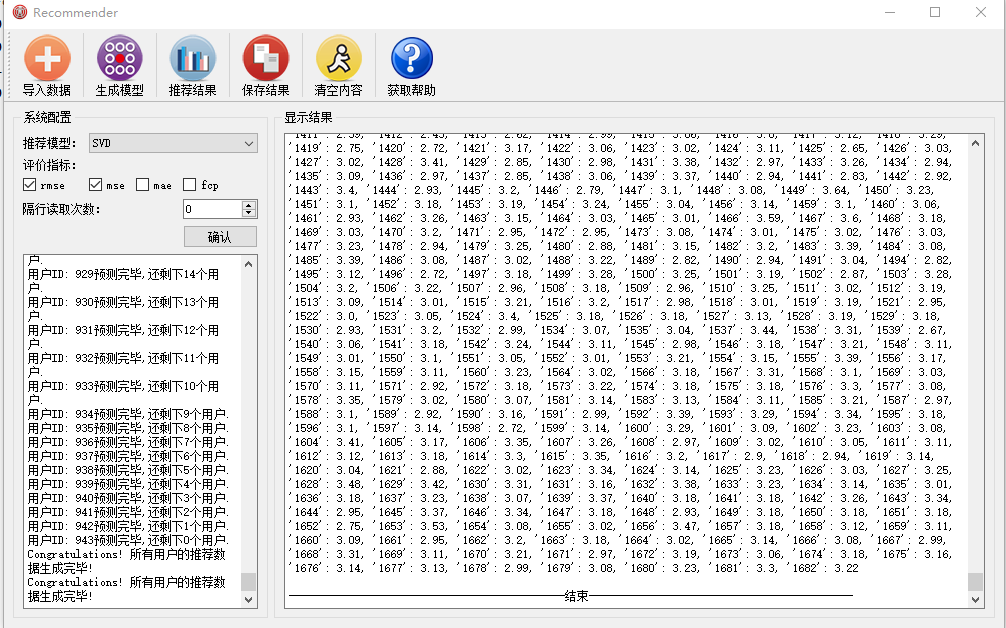 Recommender
导入数据 生成模型 推荐结果 保存结果 清空内容 获取帮助
系统配置
推荐模型: SVD
评价指标:
rmse mse mae fcp
隔行读取次数: 0
确认
户.
用户ID: 929预测完毕,还剩下14个用
户.
用户ID: 930预测完毕,还剩下13个用
户.
用户ID: 931预测完毕,还剩下12个用
户.
用户ID: 932预测完毕,还剩下11个用
户.
用户ID: 933预测完毕,还剩下10个用
户.
用户ID: 934预测完毕,还剩下9个用户.
用户ID: 935预测完毕,还剩下8个用户.
用户ID: 936预测完毕,还剩下7个用户.
用户ID: 937预测完毕,还剩下6个用户.
用户ID: 938预测完毕,还剩下5个用户.
用户ID: 939预测完毕,还剩下4个用户.
用户ID: 940预测完毕,还剩下3个用户.
用户ID: 941预测完毕,还剩下2个用户.
用户ID: 942预测完毕,还剩下1个用户.
用户ID: 943预测完毕,还剩下0个用户.
Congratulations! 所有用户的推荐数
据生成完毕!
Congratulations! 所有用户的推荐数
据生成完毕!
显示结果
'1419': 2.75, '1420': 2.72, '1421': 3.17, '1422': 3.06, '1423': 3.02, '1424': 3.11, '1425': 2.65, '1426': 3.03,
'1427': 3.02, '1428': 3.41, '1429': 2.85, '1430': 2.98, '1431': 3.38, '1432': 2.97, '1433': 3.26, '1434': 2.94,
'1435': 3.09, '1436': 2.97, '1437': 2.85, '1438': 3.06, '1439': 3.37, '1440': 2.94, '1441': 2.83, '1442': 2.92,
'1443': 3.4, '1444': 2.93, '1445': 3.2, '1446': 2.79, '1447': 3.1, '1448': 3.08, '1449': 3.64, '1450': 3.23,
'1451': 3.1, '1452': 3.18, '1453': 3.19, '1454': 3.24, '1455': 3.04, '1456': 3.14, '1459': 3.1, '1460': 3.06,
'1461': 2.93, '1462': 3.26, '1463': 3.15, '1464': 3.03, '1465': 3.01, '1466': 3.59, '1467': 3.6, '1468': 3.18,
'1469': 3.03, '1470': 3.2, '1471': 2.95, '1472': 2.95, '1473': 3.08, '1474': 3.01, '1475': 3.02, '1476': 3.03,
'1477': 3.23, '1478': 2.94, '1479': 3.25, '1480': 2.88, '1481': 3.15, '1482': 3.2, '1483': 3.39, '1484': 3.08,
'1485': 3.39, '1486': 3.08, '1487': 3.02, '1488': 3.22, '1489': 2.82, '1490': 2.94, '1491': 3.04, '1494': 2.82,
'1495': 3.12, '1496': 2.72, '1497': 3.18, '1499': 3.28, '1500': 3.25, '1501': 3.19, '1502': 2.87, '1503': 3.28,
'1504': 3.2, '1506': 3.22, '1507': 2.96, '1508': 3.18, '1509': 2.96, '1510': 3.25, '1511': 3.02, '1512': 3.19,
'1513': 3.09, '1514': 3.01, '1515': 3.21, '1516': 3.2, '1517': 2.98, '1518': 3.01, '1519': 3.19, '1521': 2.95,
'1522': 3.0, '1523': 3.05, '1524': 3.4, '1525': 3.18, '1526': 3.18, '1527': 3.13, '1528': 3.19, '1529': 3.18,
'1530': 2.93, '1531': 3.2, '1532': 2.99, '1534': 3.07, '1535': 3.04, '1537': 3.44, '1538': 3.31, '1539': 2.67,
'1540': 3.06, '1541': 3.18, '1542': 3.24, '1544': 3.11, '1545': 2.98, '1546': 3.18, '1547': 3.21, '1548': 3.11,
'1549': 3.01, '1550': 3.1, '1551': 3.05, '1552': 3.01, '1553': 3.21, '1554': 3.15, '1555': 3.39, '1556': 3.17,
'1558': 3.15, '1559': 3.11, '1560': 3.23, '1564': 3.02, '1566': 3.18, '1567': 3.31, '1568': 3.1, '1569': 3.03,
'1570': 3.11, '1571': 2.92, '1572': 3.18, '1573': 3.22, '1574': 3.18, '1575': 3.18, '1576': 3.3, '1577': 3.08,
'1578': 3.35, '1579': 3.02, '1580': 3.07, '1581': 3.14, '1583': 3.13, '1584': 3.11, '1585': 3.21, '1587': 2.97,
'1588': 3.1, '1589': 2.92, '1590': 3.16, '1591': 2.99, '1592': 3.39, '1593': 3.29, '1594': 3.34, '1595': 3.18,
'1596': 3.1, '1597': 3.14, '1598': 2.72, '1599': 3.14, '1600': 3.29, '1601': 3.09, '1602': 3.23, '1603': 3.08,
'1604': 3.41, '1605': 3.17, '1606': 3.35, '1607': 3.26, '1608': 2.97, '1609': 3.02, '1610': 3.05, '1611': 3.11,
'1612': 3.12, '1613': 3.18, '1614': 3.3, '1615': 3.35, '1616': 3.2, '1617': 2.9, '1618': 2.94, '1619': 3.14,
'1620': 3.04, '1621': 2.88, '1622': 3.02, '1623': 3.34, '1624': 3.14, '1625': 3.23, '1626': 3.03, '1627': 3.25,
'1628': 3.48, '1629': 3.42, '1630': 3.31, '1631': 3.16, '1632': 3.38, '1633': 3.23, '1634': 3.14, '1635': 3.01,
'1636': 3.18, '1637': 3.23, '1638': 3.07, '1639': 3.37, '1640': 3.18, '1641': 3.18, '1642': 3.26, '1643': 3.34,
'1644': 2.95, '1645': 3.37, '1646': 3.34, '1647': 3.18, '1648': 2.93, '1649': 3.18, '1650': 3.18, '1651': 3.18,
'1652': 2.75, '1653': 3.53, '1654': 3.08, '1655': 3.02, '1656': 3.47, '1657': 3.18, '1658': 3.12, '1659': 3.11,
'1660': 3.09, '1661': 2.95, '1662': 3.2, '1663': 3.18, '1664': 3.02, '1665': 3.14, '1666': 3.08, '1667': 2.99,
'1668': 3.31, '1669': 3.11, '1670': 3.21, '1671': 2.97, '1672': 3.19, '1673': 3.06, '1674': 3.18, '1675': 3.16,
'1676': 3.14, '1677': 3.13, '1678': 2.99, '1679': 3.08, '1680': 3.23, '1681': 3.3, '1682': 3.22
结束